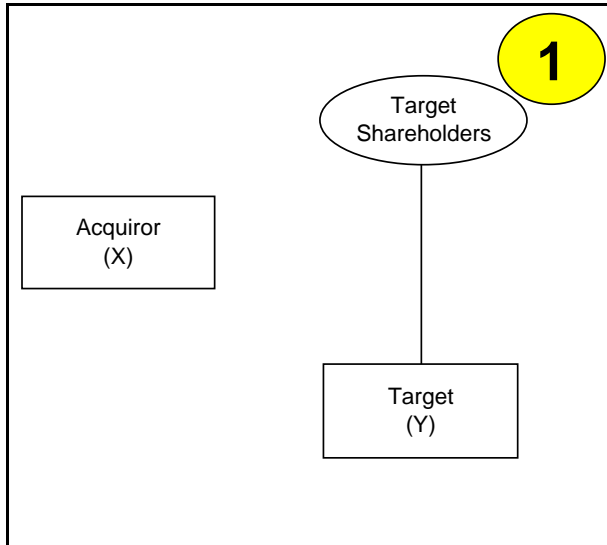 1
Target
Shareholders
Acquiror
(X)
Target
(Y)